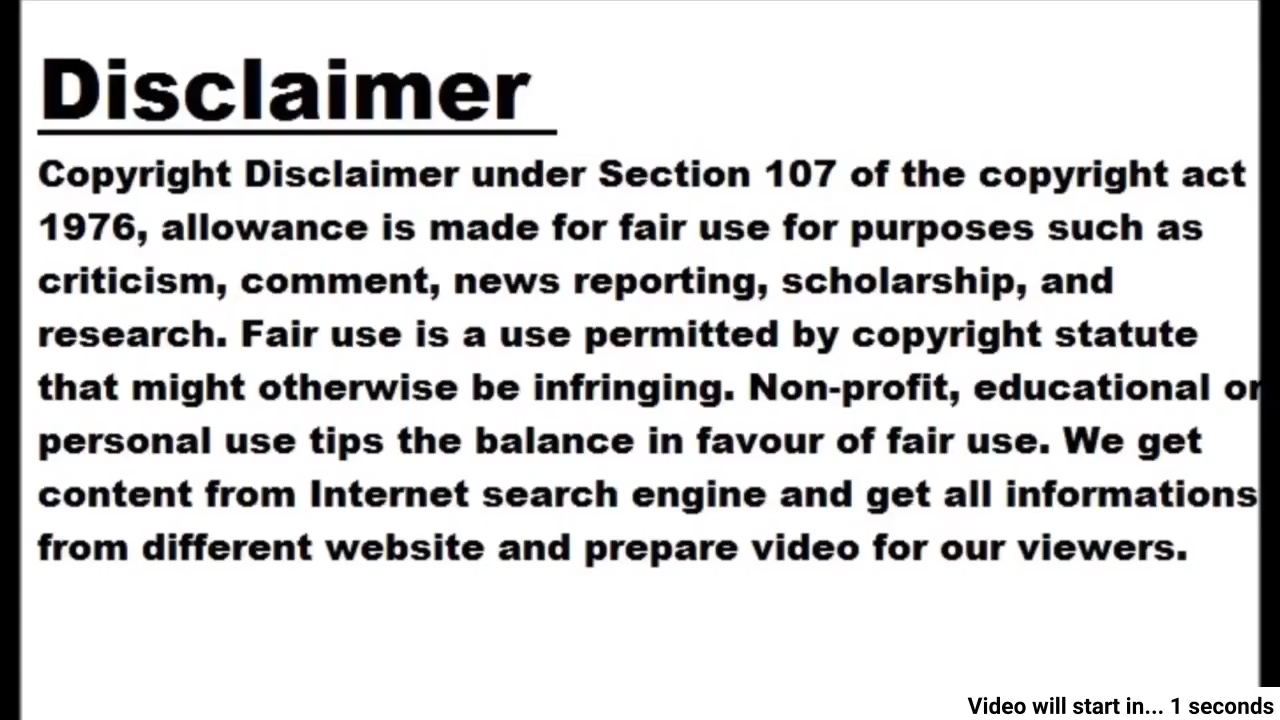 Disclaimer
Copyright Disclaimer under Section 107 of the copyright act
1976, allowance is made for fair use for purposes such as
criticism, comment, news reporting, scholarship, and
research. Fair use is a use permitted by copyright statute
that might otherwise be infringing. Non-profit, educational or
personal use tips the balance in favour of fair use. We get
content from Internet search engine and get all informations
from different website and prepare video for our viewers.
Video will start in... 1 seconds